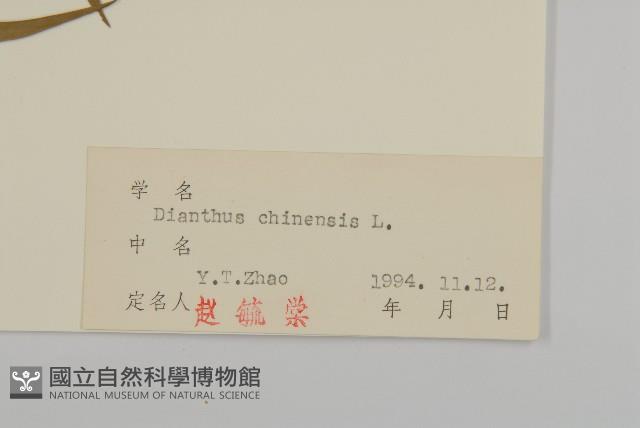 学 名
Dianthus chinensis L.
中 名
Y.T.Zhao 1994. 11.12.
定名人 赵 毓 棠 年 月 日
國立自然科學博物館
NATIONAL MUSEUM OF NATURAL SCIENCE